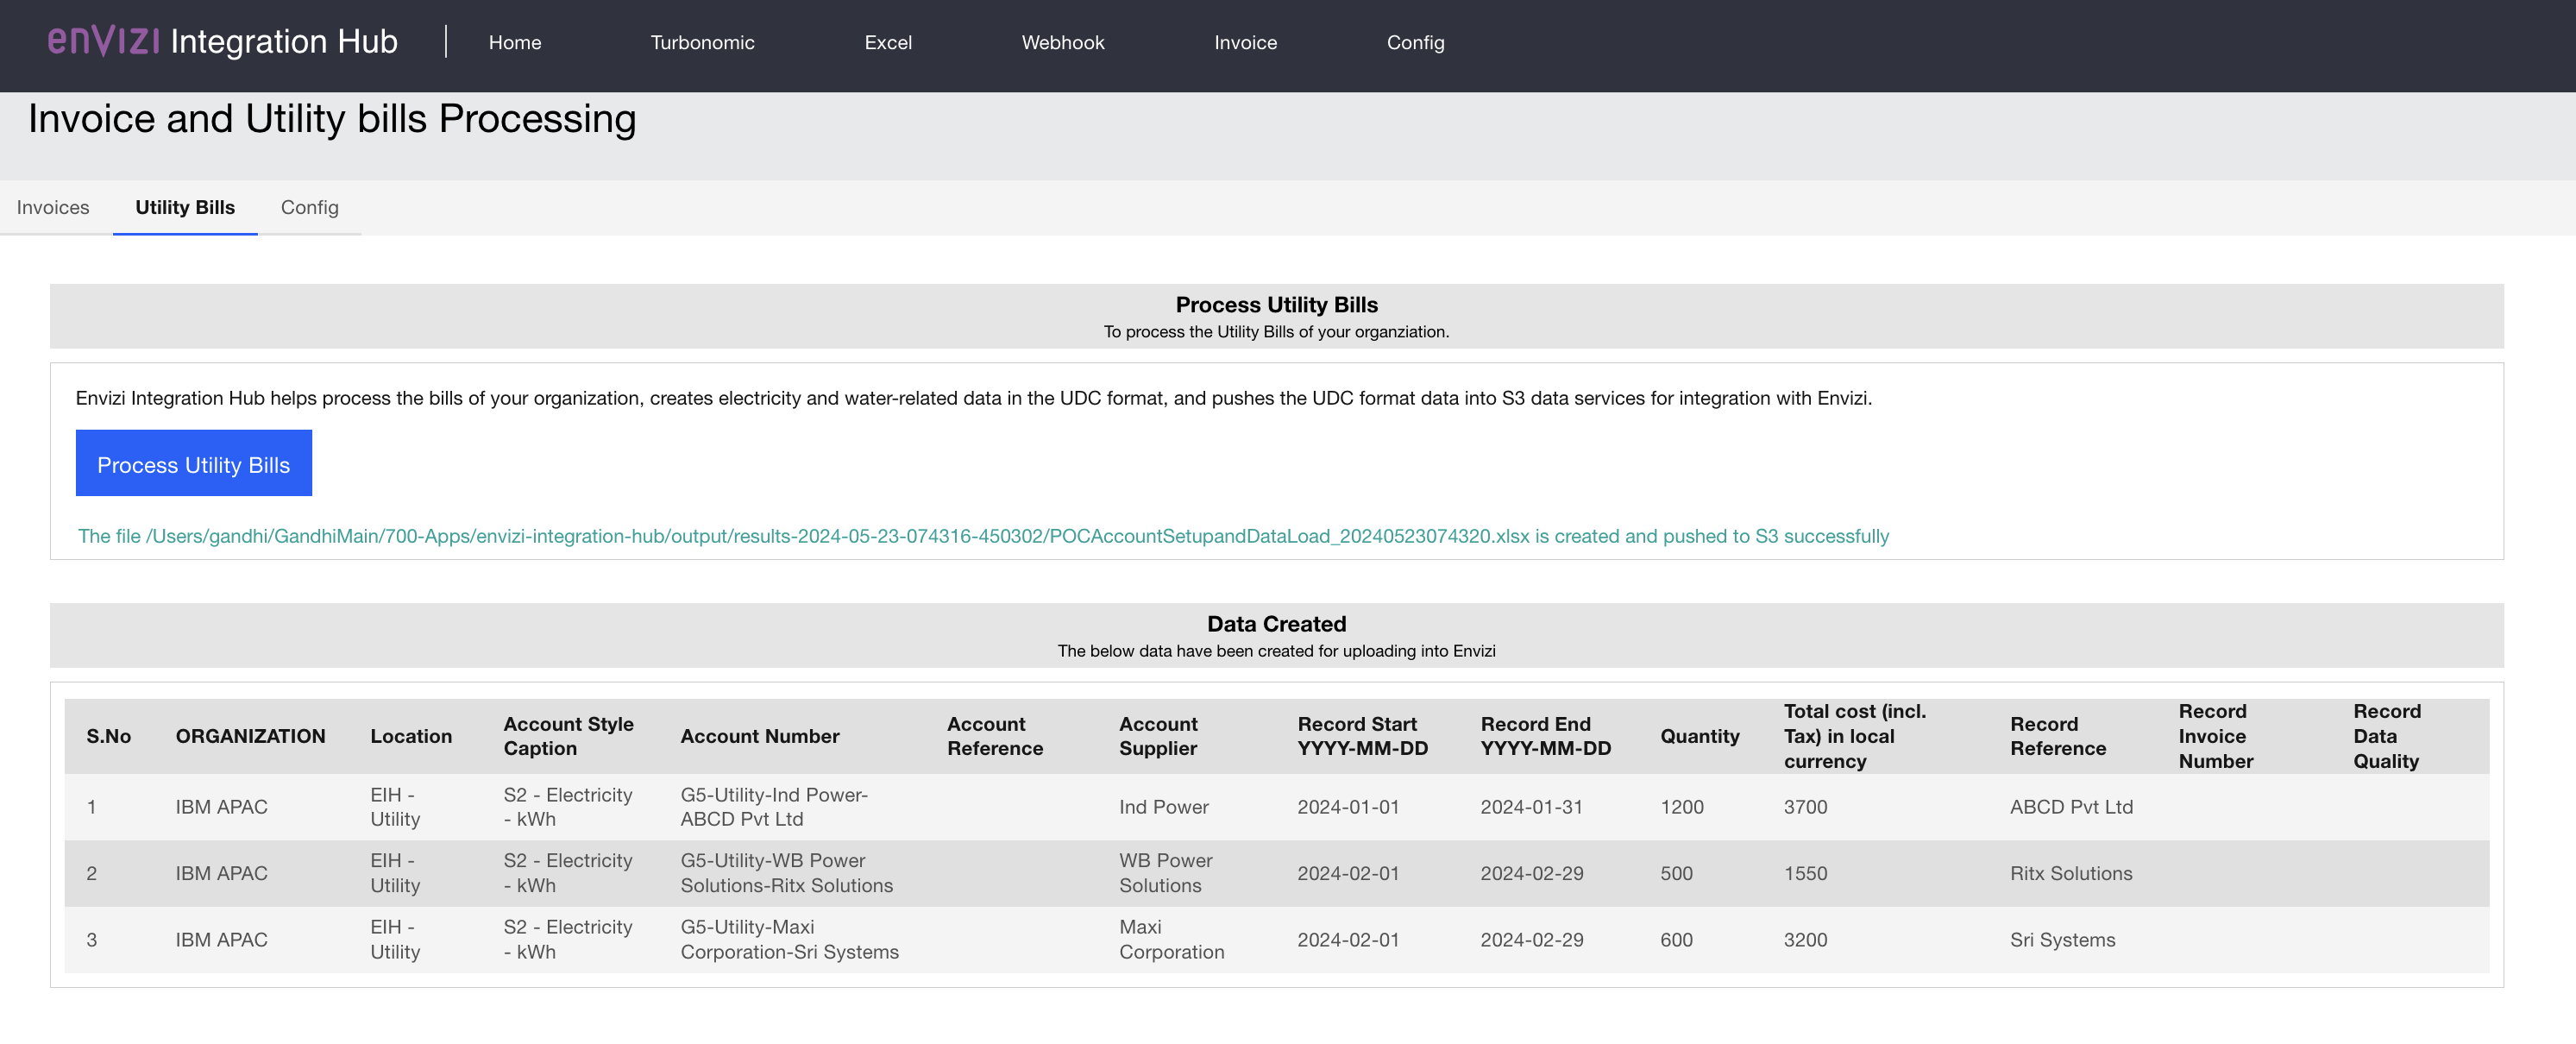 enVIZI Integration Hub | Home Turbonomic Excel Webhook Invoice Config
Invoice and Utility bills Processing
Invoices Utility Bills Config
Process Utility Bills
To process the Utility Bills of your organziation.
Envizi Integration Hub helps process the bills of your organization, creates electricity and water-related data in the UDC format, and pushes the UDC format data into S3 data services for integration with Envizi.
Process Utility Bills
The file /Users/gandhi/GandhiMain/700-Apps/envizi-integration-hub/output/results-2024-05-23-074316-450302/POCAccountSetupandDataLoad_20240523074320.xlsx is created and pushed to S3 successfully
Data Created
The below data have been created for uploading into Envizi
S.No ORGANIZATION Location Account Style Caption Account Number Account Reference Account Supplier Record Start YYYY-MM-DD Record End YYYY-MM-DD Quantity Total cost (incl. Tax) in local currency Record Reference Record Invoice Number Record Data Quality
1 IBM APAC EIH - Utility S2 - Electricity - kWh G5-Utility-Ind Power-ABCD Pvt Ltd Ind Power 2024-01-01 2024-01-31 1200 3700 ABCD Pvt Ltd
2 IBM APAC EIH - Utility S2 - Electricity - kWh G5-Utility-WB Power Solutions-Ritx Solutions WB Power Solutions 2024-02-01 2024-02-29 500 1550 Ritx Solutions
3 IBM APAC EIH - Utility S2 - Electricity - kWh G5-Utility-Maxi Corporation-Sri Systems Maxi Corporation 2024-02-01 2024-02-29 600 3200 Sri Systems